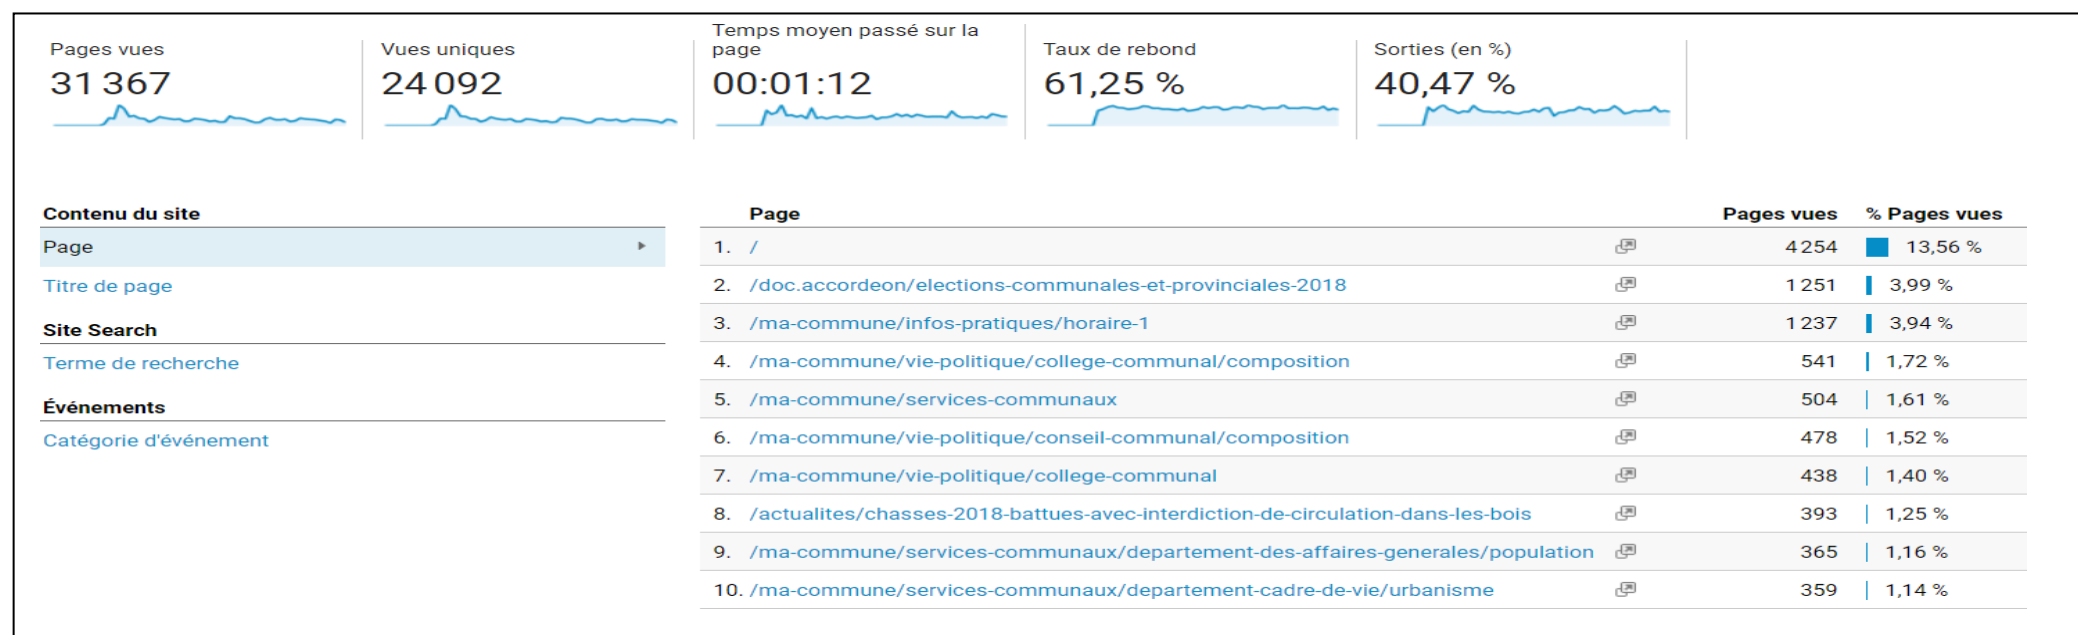 Pages vues
31 367
Vues uniques
24 092
Temps moyen passé sur la
page
00:01:12
Taux de rebond
61,25 %
Sorties (en %)
40,47 %
Contenu du site
Page
Titre de page
Site Search
Terme de recherche
Événements
Catégorie d'événement
Page Pages vues % Pages vues
1. / 4 254 13,56 %
2. /doc.accordeon/elections-communales-et-provinciales-2018 1 251 3,99 %
3. /ma-commune/infos-pratiques/horaire-1 1 237 3,94 %
4. /ma-commune/vie-politique/college-communal/composition 541 1,72 %
5. /ma-commune/services-communaux 504 1,61 %
6. /ma-commune/vie-politique/conseil-communal/composition 478 1,52 %
7. /ma-commune/vie-politique/college-communal 438 1,40 %
8. /actualites/chasses-2018-battues-avec-interdiction-de-circulation-dans-les-bois 393 1,25 %
9. /ma-commune/services-communaux/departement-des-affaires-generales/population 365 1,16 %
10. /ma-commune/services-communaux/departement-cadre-de-vie/urbanisme 359 1,14 %